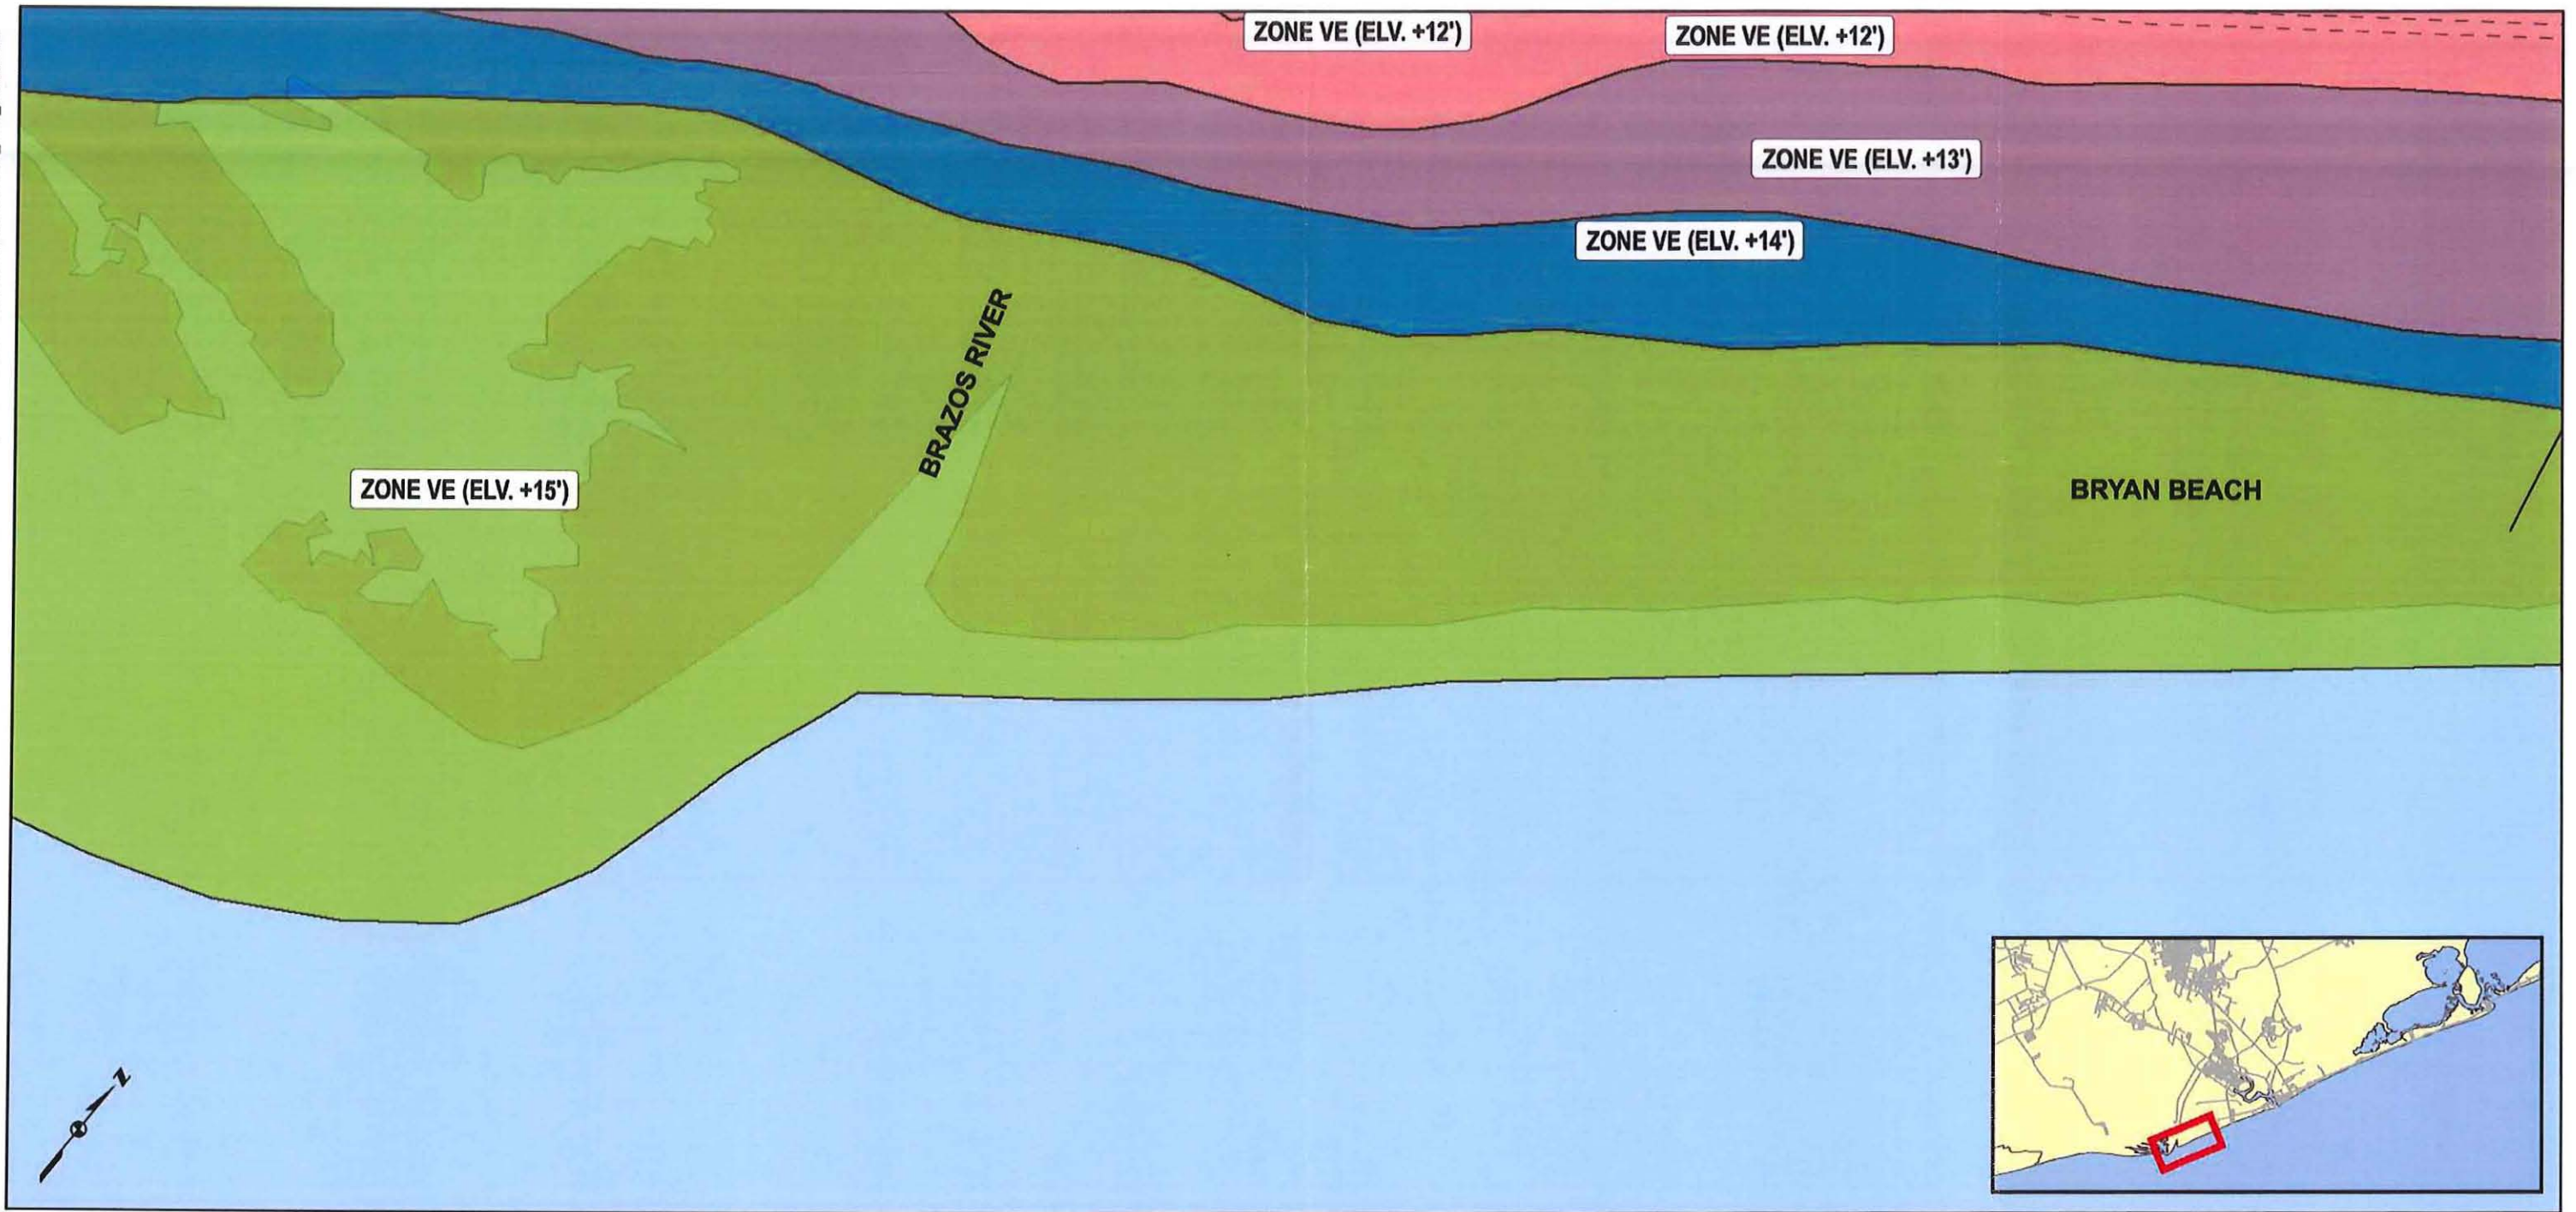 ZONE VE (ELV. +12')
ZONE VE (ELV. +12')
ZONE VE (ELV. +13')
ZONE VE (ELV. +14')
BRAZOS RIVER
ZONE VE (ELV. +15')
BRYAN BEACH
N